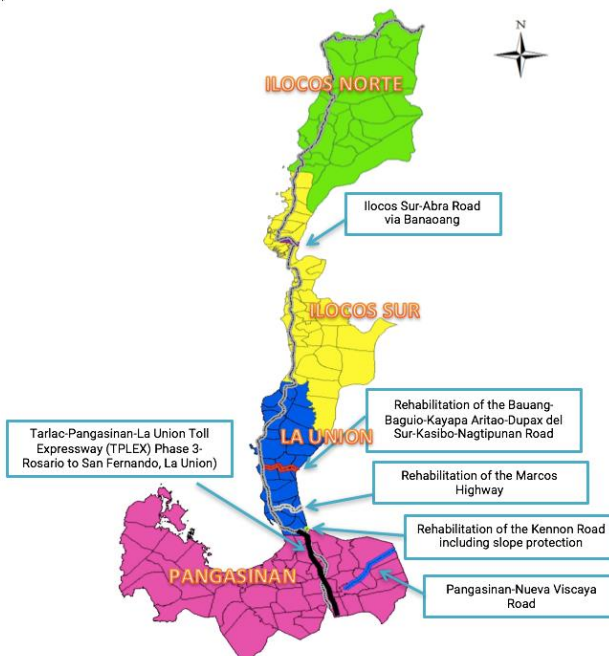 N
ILOCOS NORTE
Ilocos Sur-Abra Road
via Banaoang
ILOCOS SUR
Rehabilitation of the Bauang-
Baguio-Kayapa Aritao-Dupax del
Sur-Kasibo-Nagtipunan Road
LA UNION
Tarlac-Pangasinan-La Union Toll
Expressway (TPLEX) Phase 3-
Rosario to San Fernando, La Union)
Rehabilitation of the Marcos
Highway
Rehabilitation of the Kennon Road
including slope protection
PANGASINAN
Pangasinan-Nueva Viscaya
Road